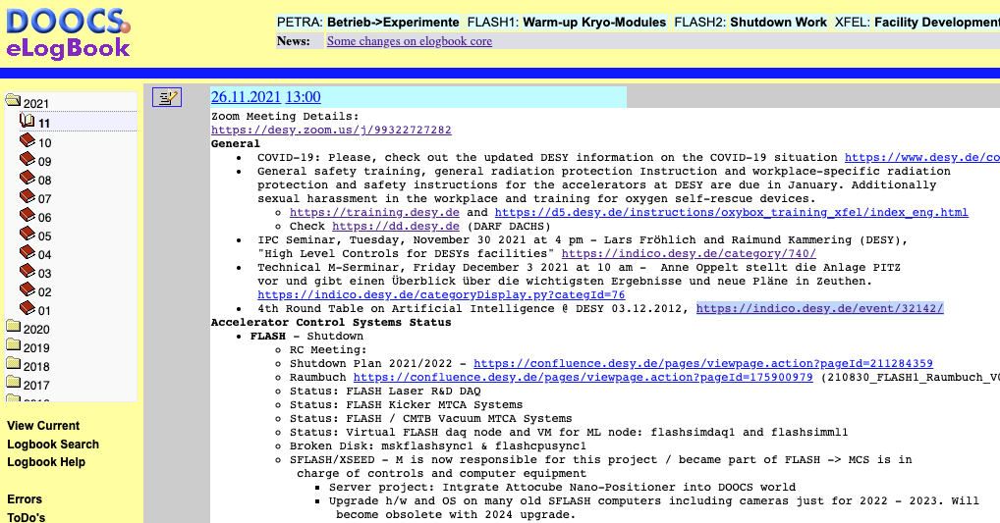 DOOCS
eLogBook
PETRA: Betrieb->Experimente FLASH1: Warm-up Kryo-Modules FLASH2: Shutdown Work XFEL: Facility Development
News: Some changes on elogbook core
2021
11
10
09
08
07
06
05
04
03
02
01
2020
2019
2018
2017
View Current
Logbook Search
Logbook Help
Errors
ToDo's
26.11.2021 13:00
Zoom Meeting Details:
https://desy.zoom.us/j/99322727282
General
• COVID-19: Please, check out the updated DESY information on the COVID-19 situation https://www.desy.de/co
• General safety training, general radiation protection Instruction and workplace-specific radiation
protection and safety instructions for the accelerators at DESY are due in January. Additionally
sexual harassment in the workplace and training for oxygen self-rescue devices.
◦ https://training.desy.de and https://d5.desy.de/instructions/oxybox_training_xfel/index_eng.html
◦ Check https://dd.desy.de (DARF DACHS)
• IPC Seminar, Tuesday, November 30 2021 at 4 pm - Lars Fröhlich and Raimund Kammering (DESY),
"High Level Controls for DESYs facilities" https://indico.desy.de/category/740/
• Technical M-Serminar, Friday December 3 2021 at 10 am - Anne Oppelt stellt die Anlage PITZ
vor und gibt einen Überblick über die wichtigsten Ergebnisse und neue Pläne in Zeuthen.
https://indico.desy.de/categoryDisplay.py?categId=76
• 4th Round Table on Artificial Intelligence @ DESY 03.12.2012, https://indico.desy.de/event/32142/
Accelerator Control Systems Status
• FLASH - Shutdown
◦ RC Meeting:
◦ Shutdown Plan 2021/2022 - https://confluence.desy.de/pages/viewpage.action?pageId=211284359
◦ Raumbuch https://confluence.desy.de/pages/viewpage.action?pageId=175900979 (210830_FLASH1_Raumbuch_V0
◦ Status: FLASH Laser R&D DAQ
◦ Status: FLASH Kicker MTCA Systems
◦ Status: FLASH / CMTB Vacuum MTCA Systems
◦ Status: Virtual FLASH daq node and VM for ML node: flashsimdaq1 and flashsimml1
◦ Broken Disk: mskflashsync1 & flashcpusync1
◦ SFLASH/XSEED - M is now responsible for this project / became part of FLASH -> MCS is in
charge of controls and computer equipment
▪ Server project: Intgrate Attocube Nano-Positioner into DOOCS world
▪ Upgrade h/w and OS on many old SFLASH computers including cameras just for 2022 - 2023. Will
become obsolete with 2024 upgrade.